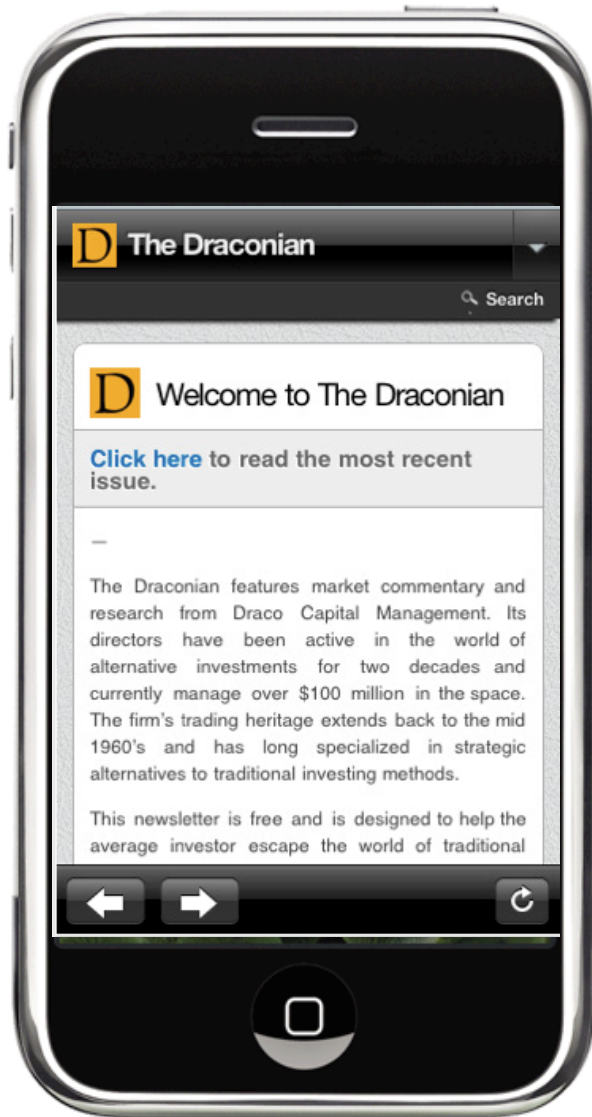 D The Draconian
Search
D Welcome to The Draconian
Click here to read the most recent
issue.
—
The Draconian features market commentary and
research from Draco Capital Management. Its
directors have been active in the world of
alternative investments for two decades and
currently manage over $100 million in the space.
The firm's trading heritage extends back to the mid
1960's and has long specialized in strategic
alternatives to traditional investing methods.
This newsletter is free and is designed to help the
average investor escape the world of traditional